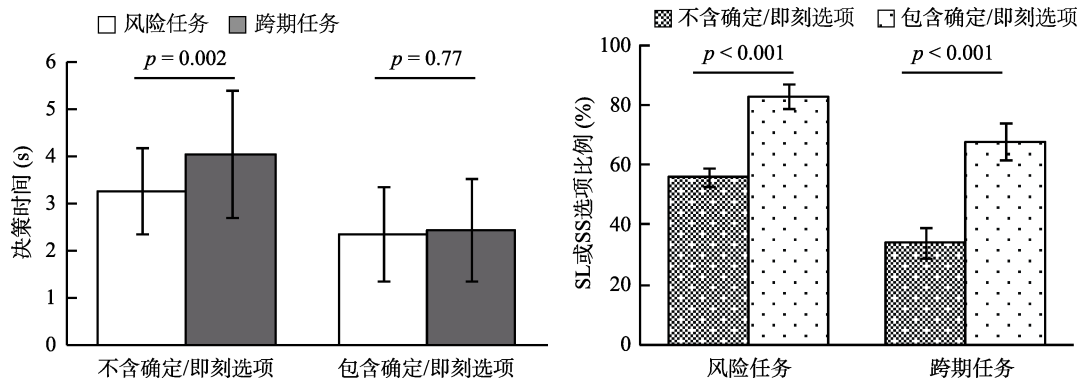 风险任务 跨期任务
p = 0.002
p = 0.77
决策时间 (s)
6
5
4
3
2
1
0
不含确定/即刻选项
包含确定/即刻选项
不含确定/即刻选项 包含确定/即刻选项
p < 0.001
p < 0.001
SL或SS选项比例 (%)
100
80
60
40
20
0
风险任务
跨期任务